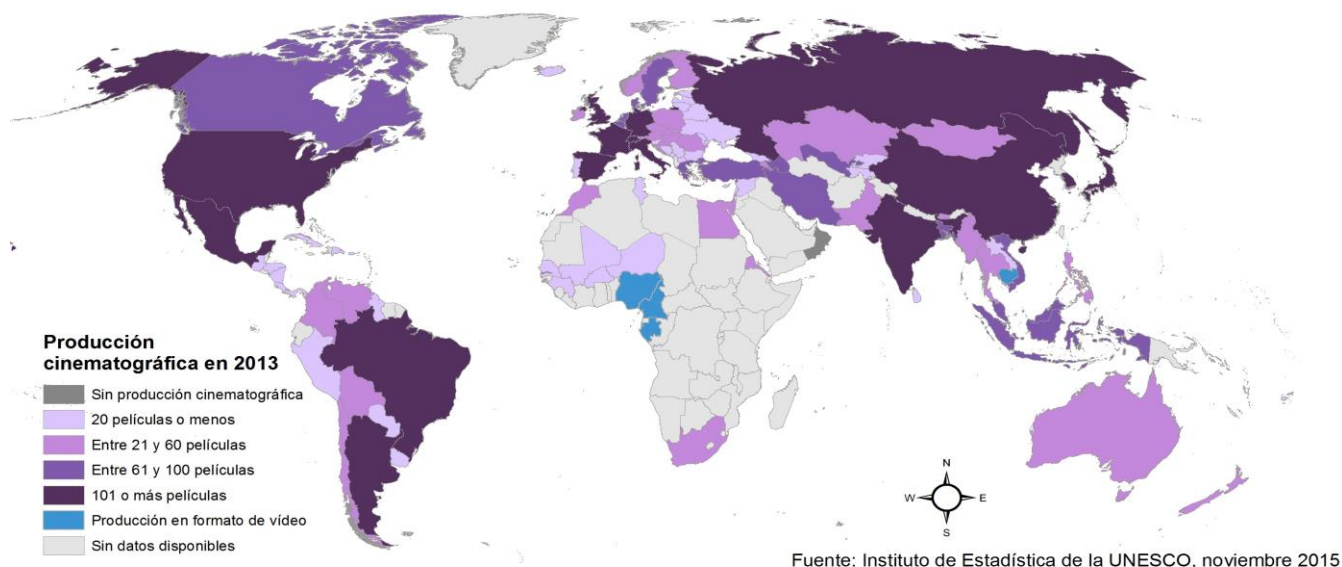 Producción
cinematográfica en 2013
Sin producción cinematográfica
20 películas o menos
Entre 21 y 60 películas
Entre 61 y 100 películas
101 o más películas
Producción en formato de vídeo
Sin datos disponibles
N
W E
S
Fuente: Instituto de Estadística de la UNESCO, noviembre 2015